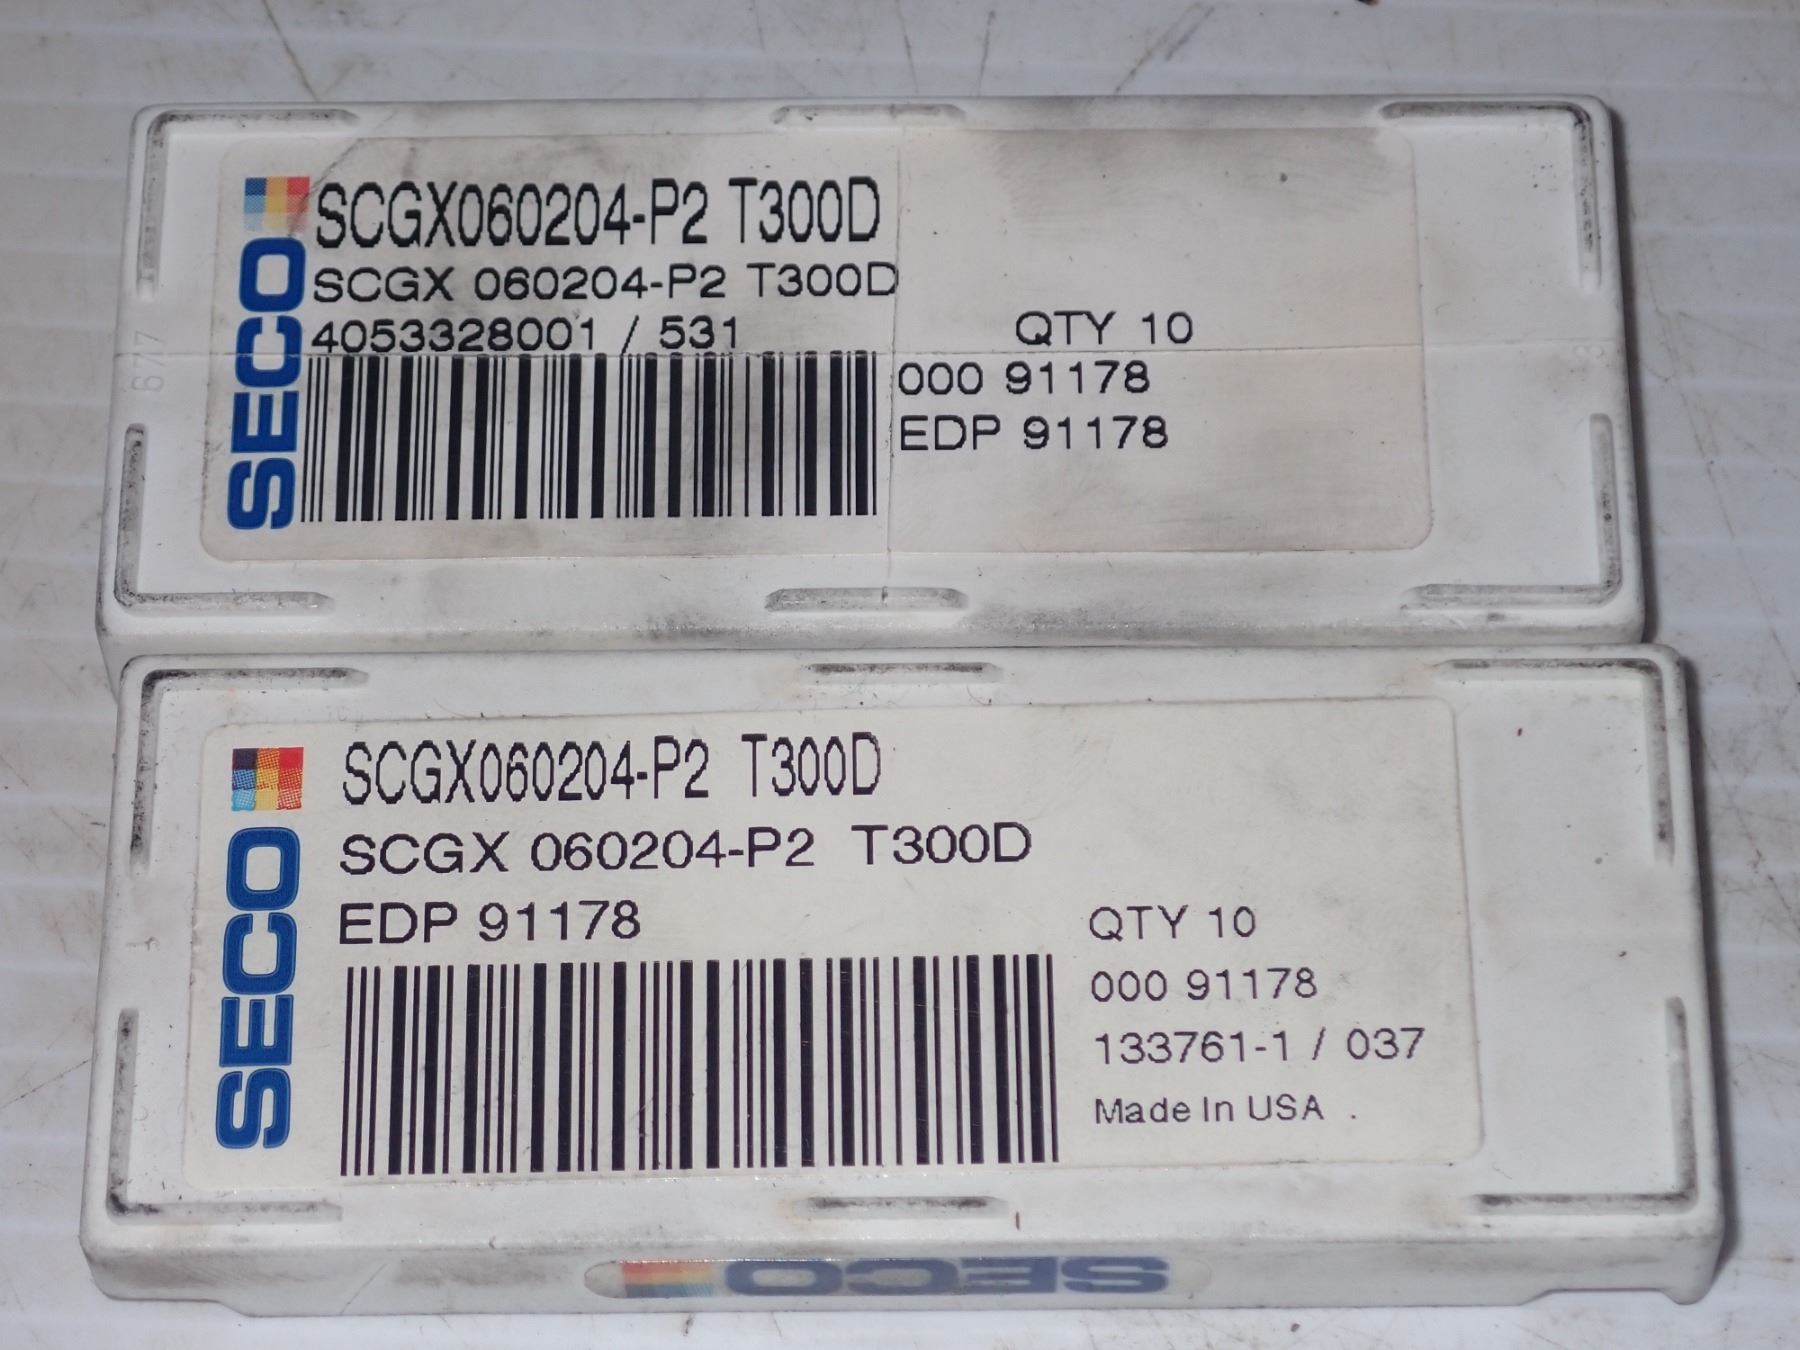 SECO
SCGX060204-P2 T300D
SCGX 060204-P2 T300D
4053328001 / 531
QTY 10
000 91178
EDP 91178
SECO
SCGX060204-P2 T300D
SCGX 060204-P2 T300D
EDP 91178
QTY 10
000 91178
133761-1 / 037
Made In USA .
SECO